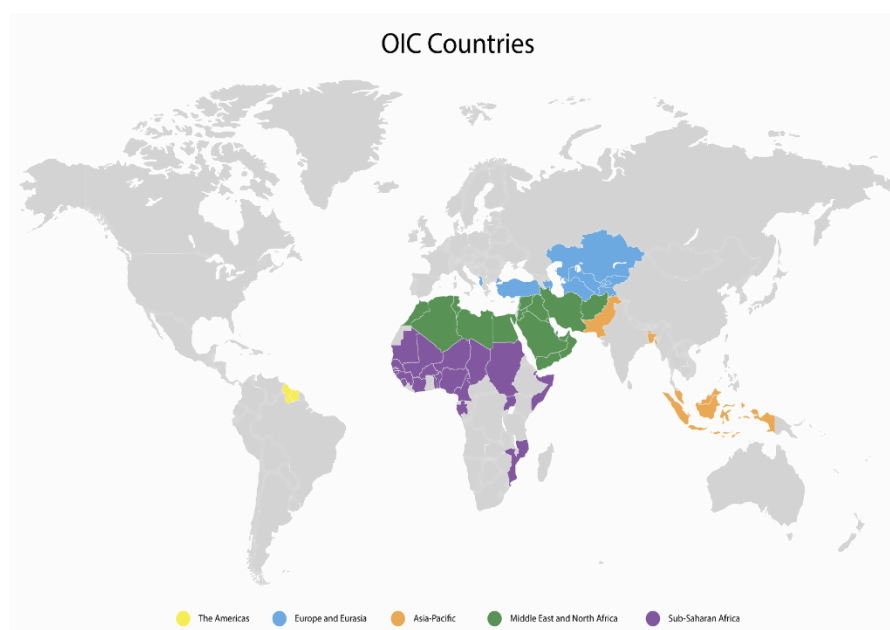 OIC Countries
The Americas
Europe and Eurasia
Asia-Pacific
Middle East and North Africa
Sub-Saharan Africa